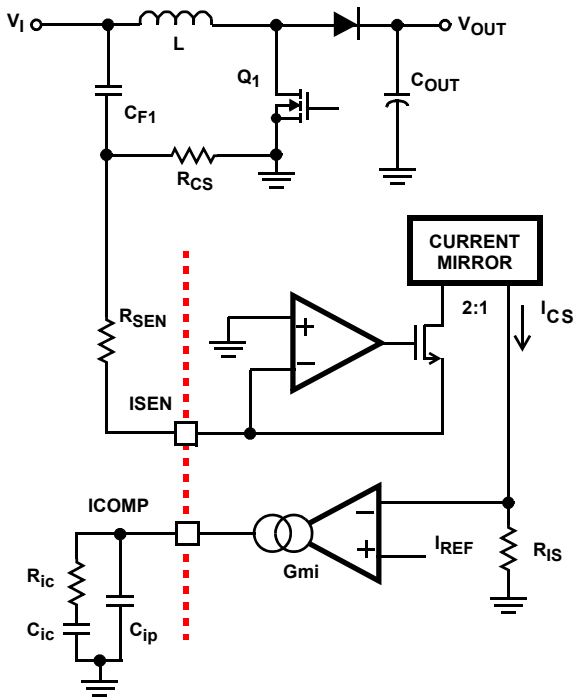 VI
L
VOUT
Q1
COUT
CF1
RCS
CURRENT
MIRROR
RSEN
2:1
ICS
+
−
ISEN
ICOMP
−
+
IREF
RIS
Gmi
Ric
Cic
Cip